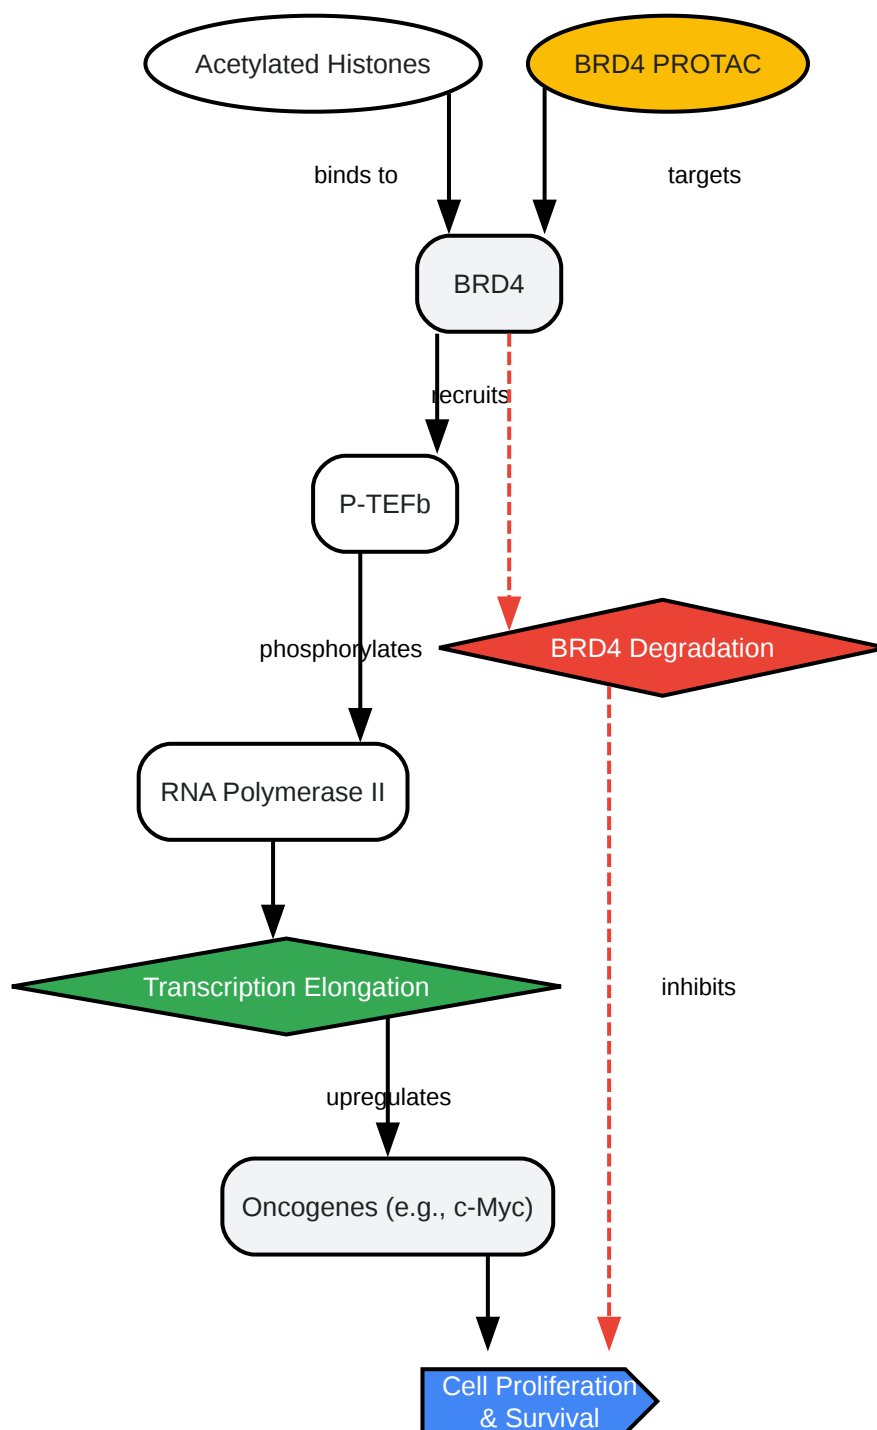 Acetylated Histones
BRD4 PROTAC
binds to
targets
BRD4
recruits
P-TEFb
phosphorylates
BRD4 Degradation
RNA Polymerase II
Transcription Elongation
inhibits
upregulates
Oncogenes (e.g., c-Myc)
Cell Proliferation
& Survival